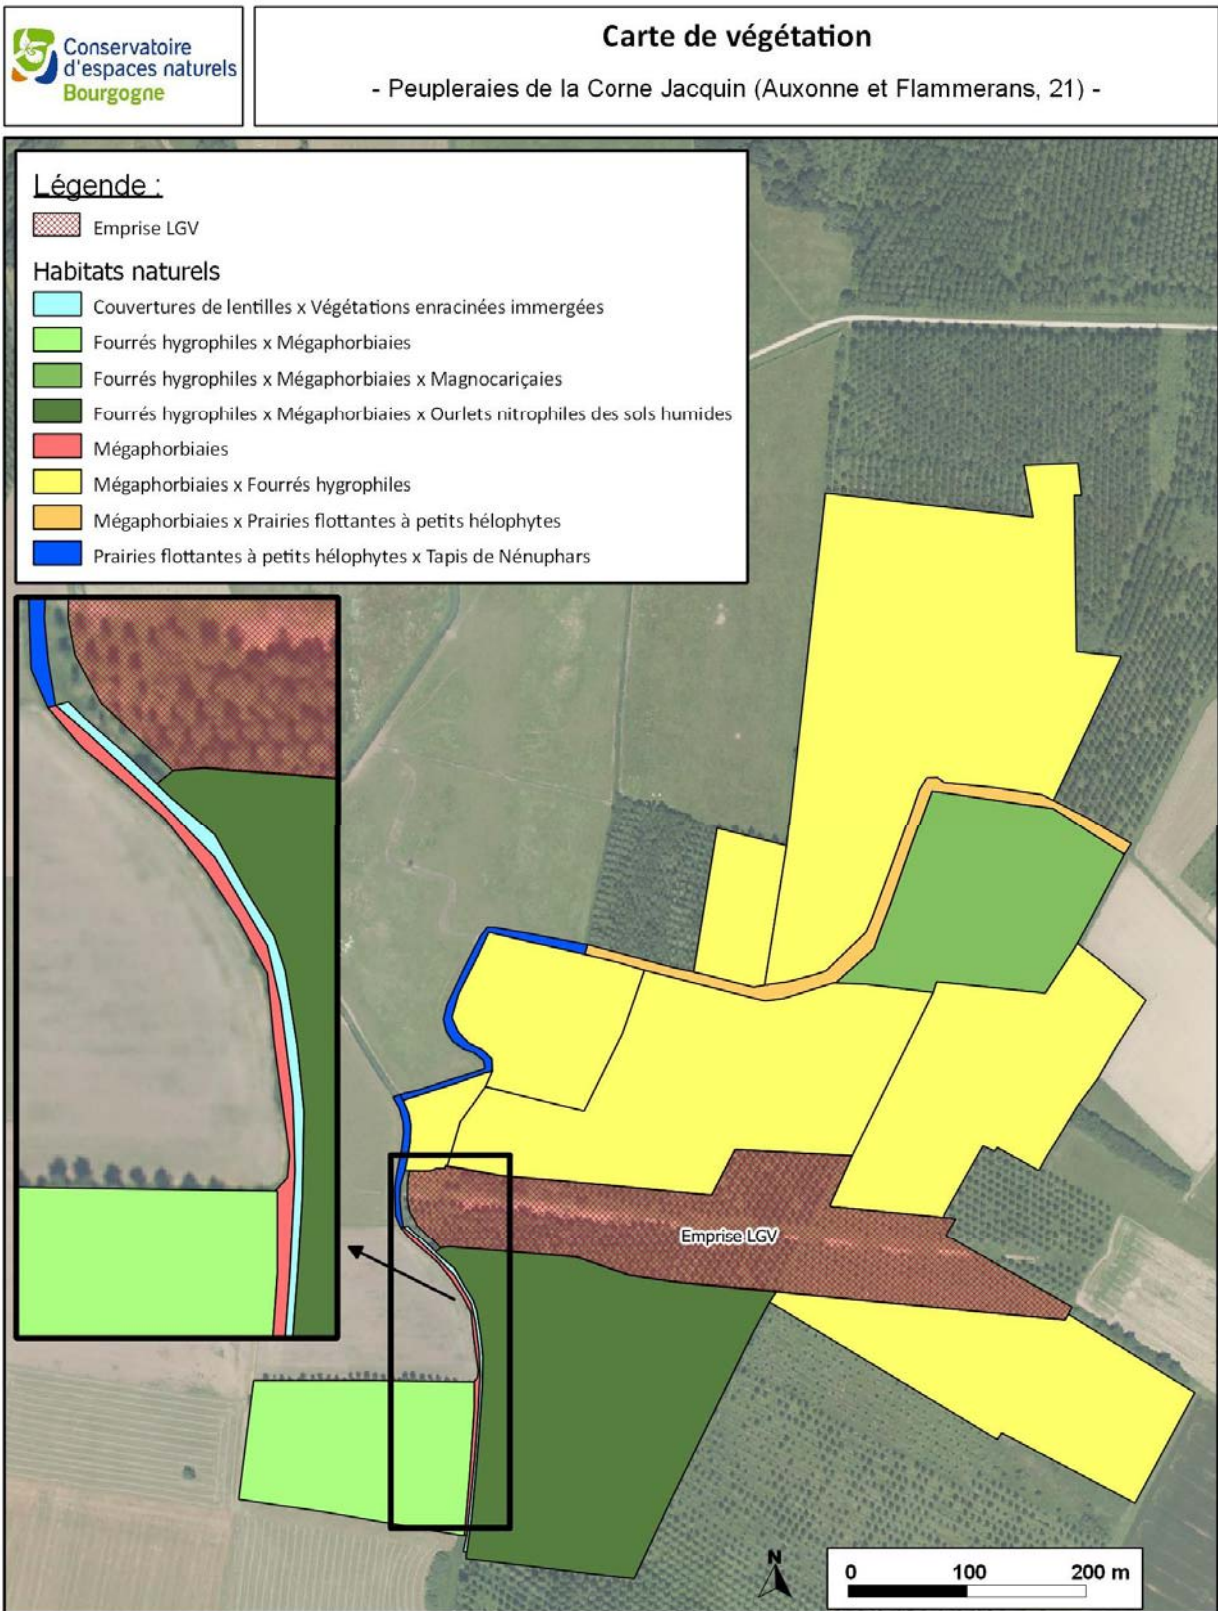 Conservatoire
d'espaces naturels
Bourgogne
Carte de végétation
- Peupleraies de la Corne Jacquin (Auxonne et Flammerans, 21) -
Légende :
Emprise LGV
Habitats naturels
Couvertures de lentilles x Végétations enracinées immergées
Fourrés hygrophiles x Mégaphorbiaies
Fourrés hygrophiles x Mégaphorbiaies x Magnocariçaies
Fourrés hygrophiles x Mégaphorbiaies x Ourlets nitrophiles des sols humides
Mégaphorbiaies
Mégaphorbiaies x Fourrés hygrophiles
Mégaphorbiaies x Prairies flottantes à petits hélophytes
Prairies flottantes à petits hélophytes x Tapis de Nénuphars
Emprise LGV
N
0 100 200 m